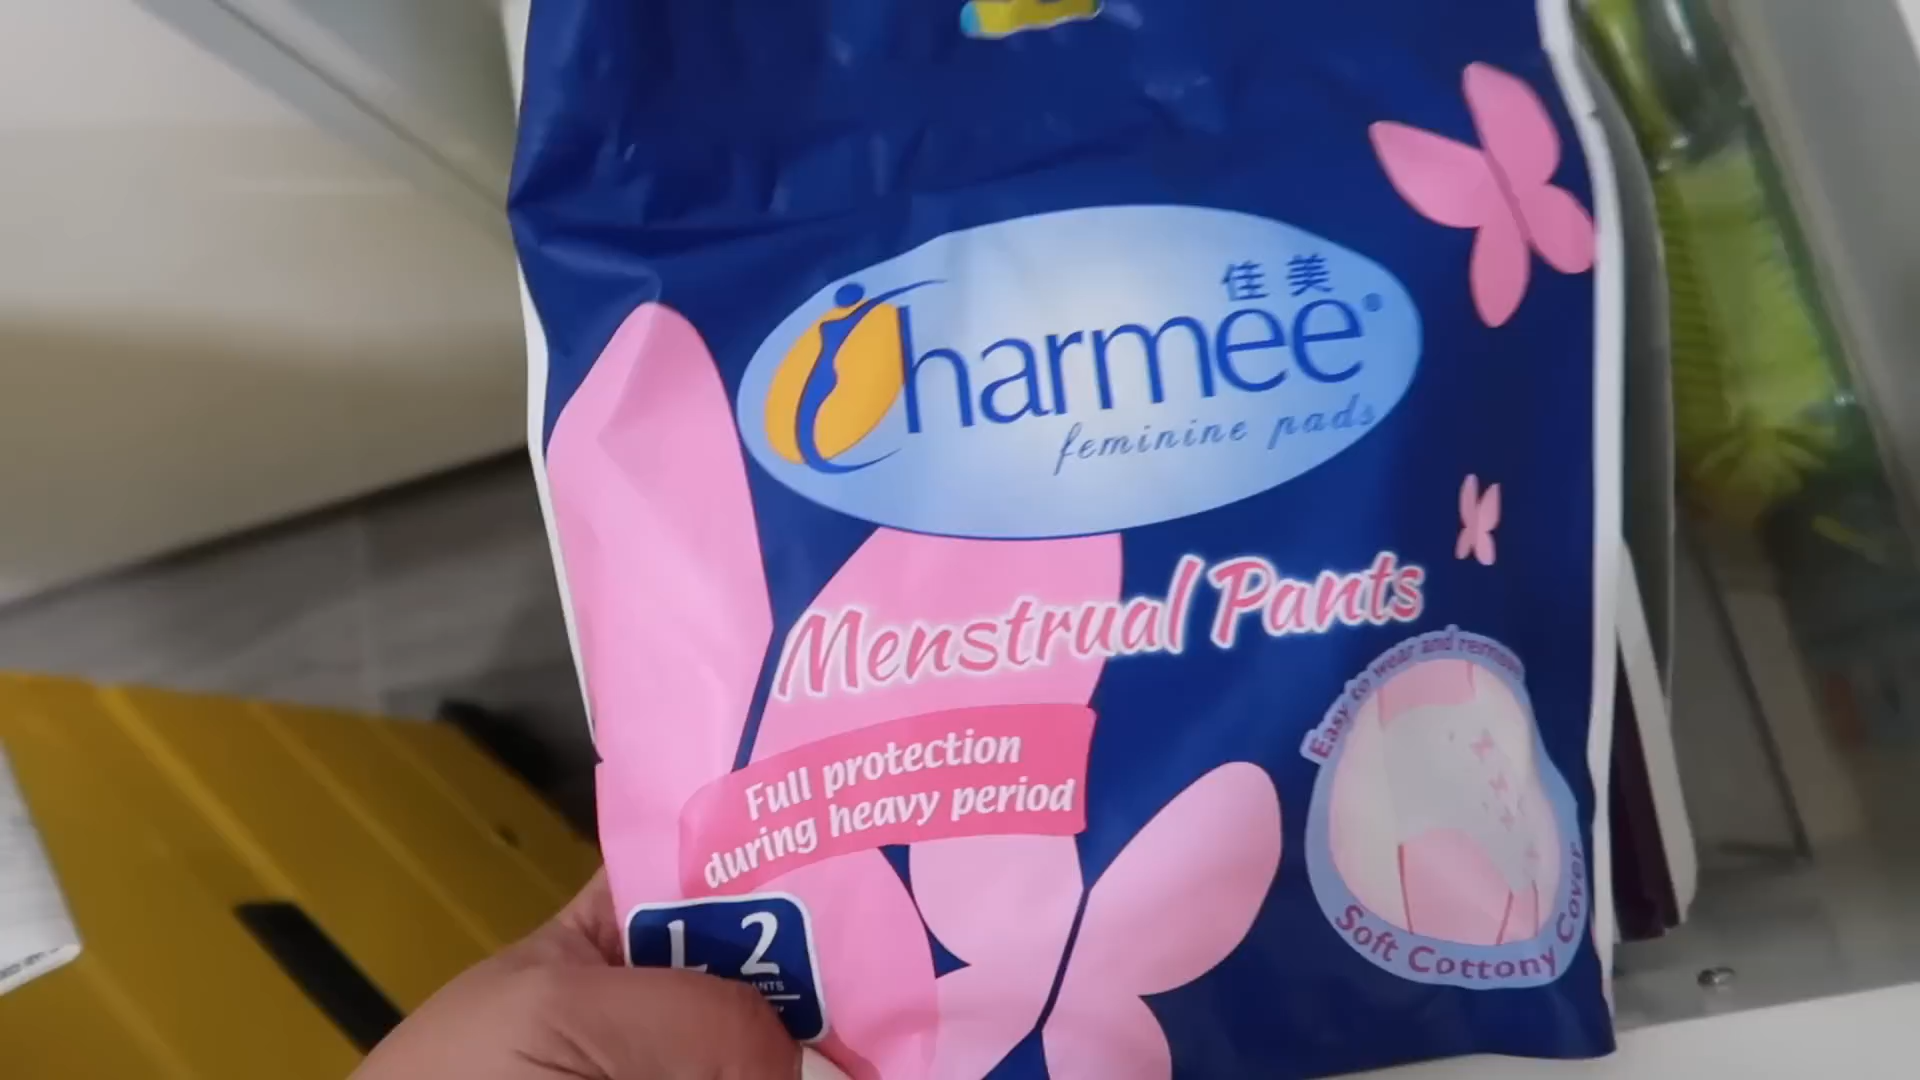 佳美
Charmee®
feminine pads
Menstrual Pants
Easy to wear and remove
Full protection
during heavy period
L 2
PANTS
Soft Cottony Cover